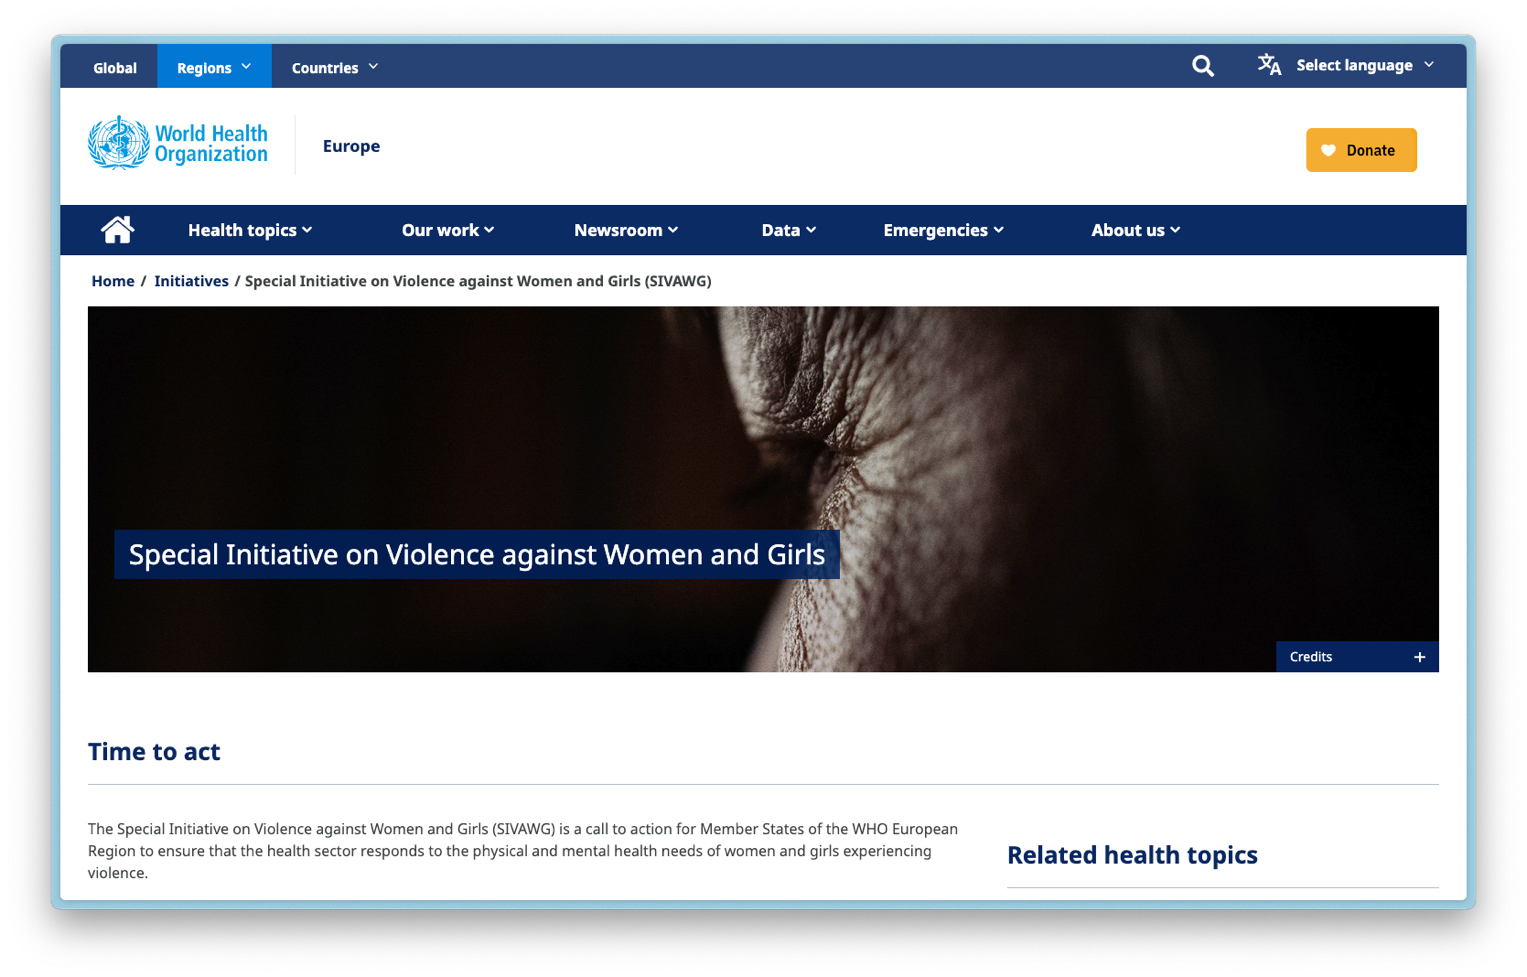 Global Regions Countries Select language
World Health
Organization
Europe
Donate
Health topics Our work Newsroom Data Emergencies About us
Home / Initiatives / Special Initiative on Violence against Women and Girls (SIVAWG)
Special Initiative on Violence against Women and Girls
Credits +
Time to act
The Special Initiative on Violence against Women and Girls (SIVAWG) is a call to action for Member States of the WHO European
Region to ensure that the health sector responds to the physical and mental health needs of women and girls experiencing
violence.
Related health topics